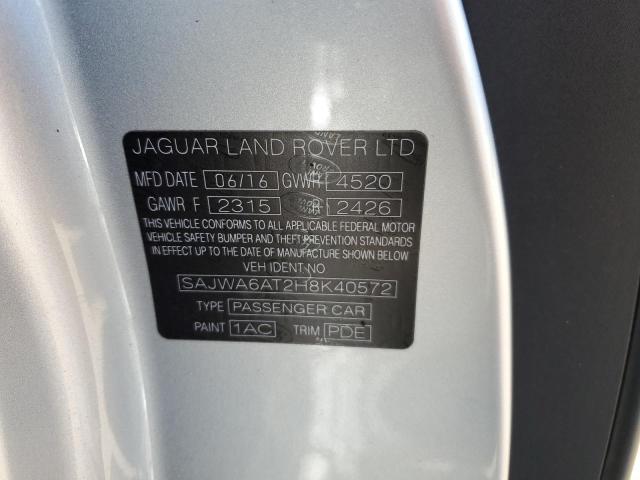 JAGUAR LAND ROVER LTD
MFD DATE 06/16 GVWR 4520
GAWR F 2315 R 2426
THIS VEHICLE CONFORMS TO ALL APPLICABLE FEDERAL MOTOR
VEHICLE SAFETY BUMPER AND THEFT PREVENTION STANDARDS
IN EFFECT UP TO THE DATE OF MANUFACTURE SHOWN BELOW.
VEH IDENT NO
SAJWA6AT2H8K40572
TYPE PASSENGER CAR
PAINT 1AC TRIM PDE